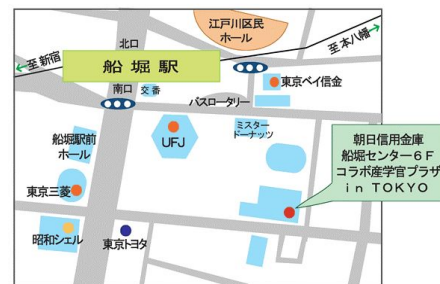 江戸川区民
ホール
至新宿
北口
船堀駅
至本八幡
南口
交番
東京ベイ信金
バスロータリー
船堀駅前
ホール
UFJ
ミスター
ドーナッツ
朝日信用金庫
船堀センター6F
コラボ産学官プラザ
in TOKYO
東京三菱
昭和シェル
東京トヨタ